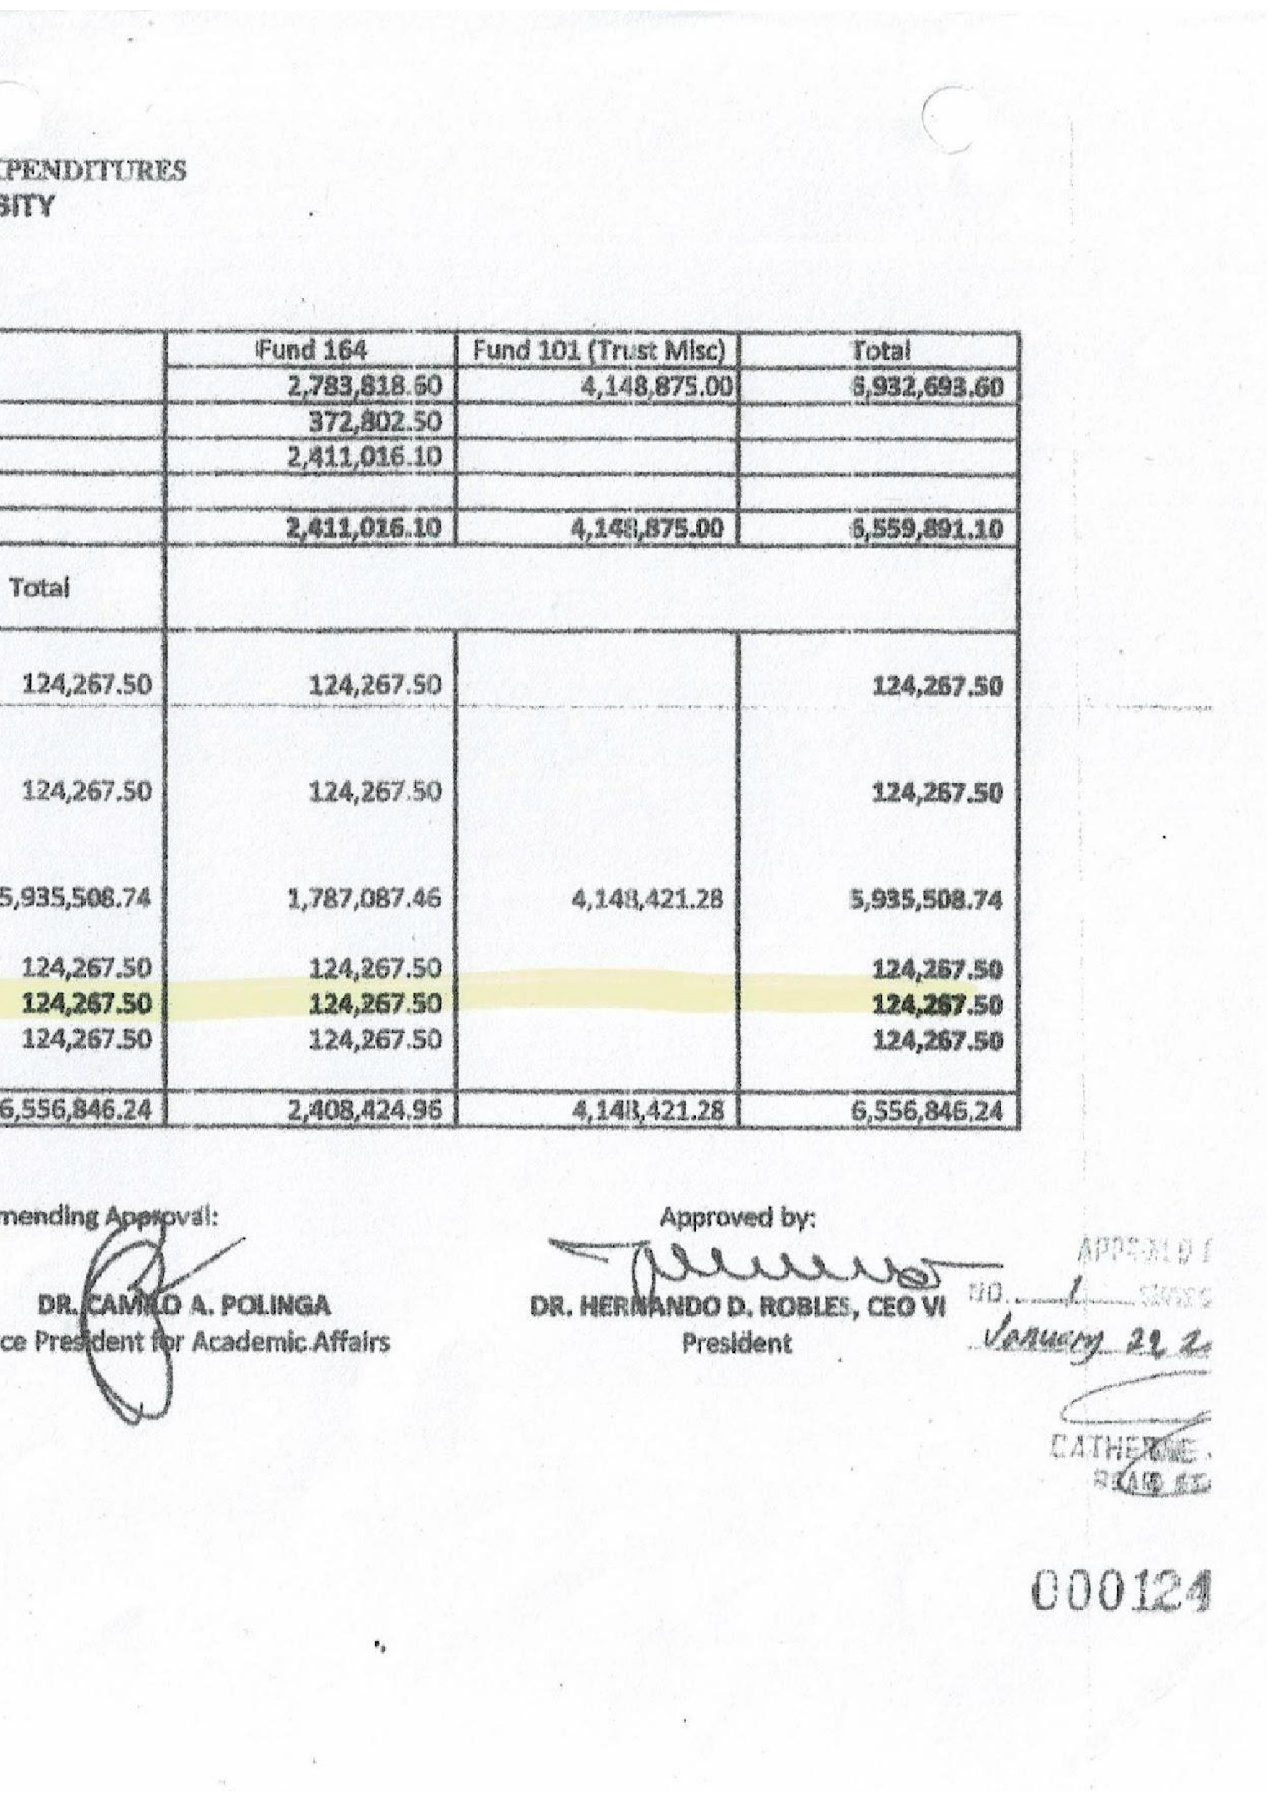 XPENDITURES
SITY
Fund 164 Fund 101 (Trust Misc) Total
2,783,818.60 4,148,875.00 6,932,693.60
372,802.50
2,411,016.10
2,411,016.10 4,148,875.00 6,559,891.10
Total
124,267.50 124,267.50 124,267.50
124,267.50 124,267.50 124,267.50
5,935,508.74 1,787,087.46 4,148,421.28 5,935,508.74
124,267.50 124,267.50 124,267.50
124,267.50 124,267.50 124,267.50
124,267.50 124,267.50 124,267.50
6,556,846.24 2,408,424.96 4,148,421.28 6,556,846.24
mending Approval: Approved by:
DR. CAMILO A. POLINGA DR. HERNANDO D. ROBLES, CEO VI
ce President for Academic Affairs President
NO. 1
January 29, 2
CATHERINE
000124